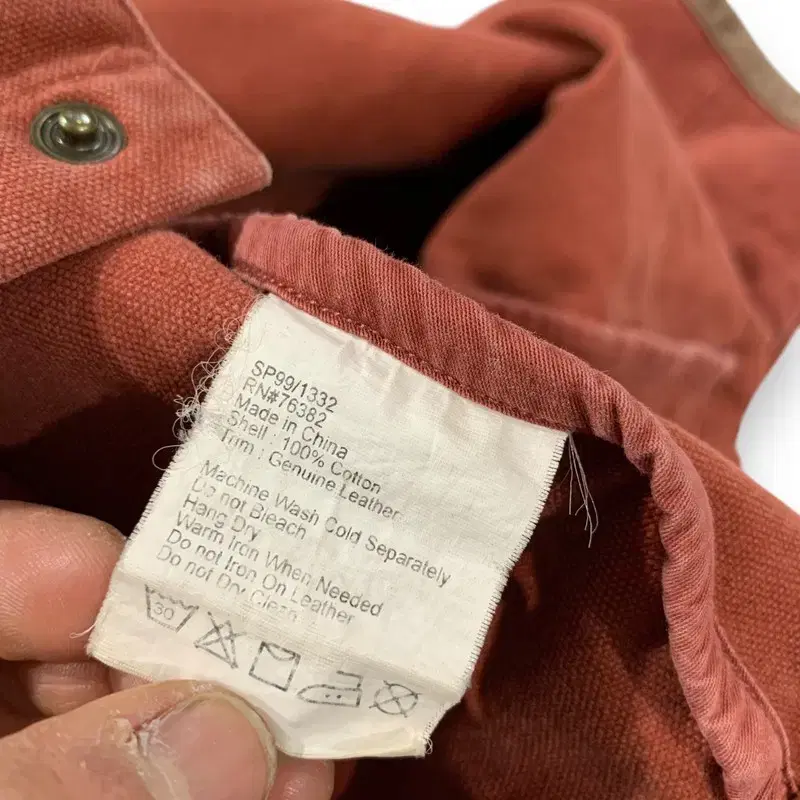 SP99/1332
RN#76382
Made in China
Shell : 100% Cotton
Trim : Genuine Leather
Machine Wash Cold Separately
Do not Bleach
Hang Dry
Warm Iron When Needed
Do not Iron On Leather
Do not Dry Clean
30